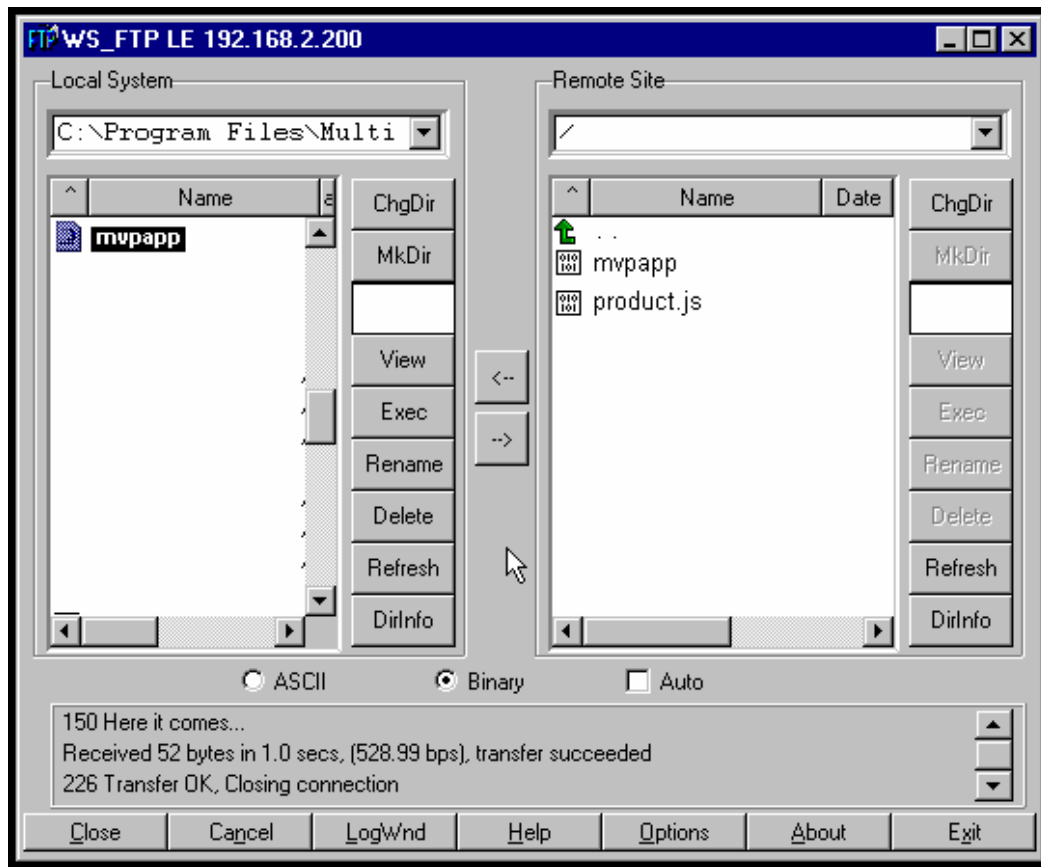 WS_FTP LE 192.168.2.200
Local System
Remote Site
C:\Program Files\Multi
/
^ Name a
^ Name Date
mvpapp
ChgDir
MkDir
View
Exec
Rename
Delete
Refresh
DirInfo
<--
-->
. .
mvpapp
product.js
ChgDir
MkDir
View
Exec
Rename
Delete
Refresh
DirInfo
ASCII Binary Auto
150 Here it comes...
Received 52 bytes in 1.0 secs, (528.99 bps), transfer succeeded
226 Transfer OK, Closing connection
Close Cancel LogWnd Help Options About Exit